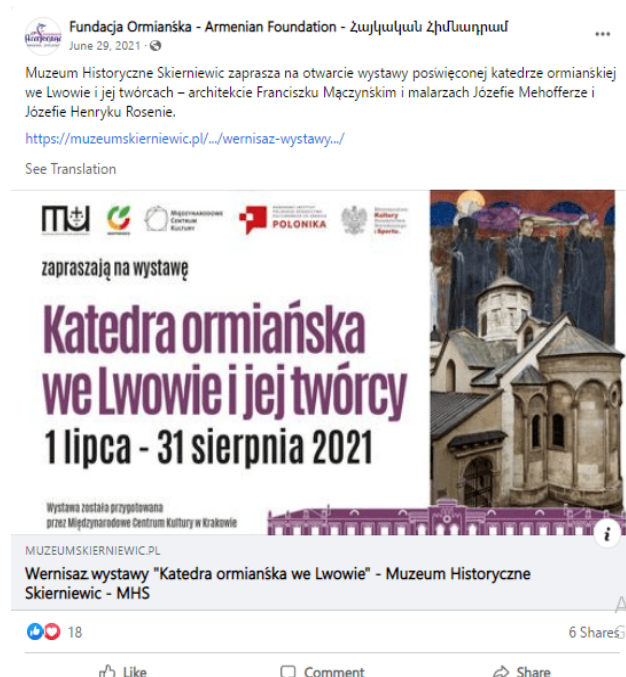 Fundacja Ormiańska - Armenian Foundation - Հայկական Հիմնադրամ
June 29, 2021 ·
Muzeum Historyczne Skierniewic zaprasza na otwarcie wystawy poswięconej katedrze ormiańskiej
we Lwowie i jej twórcach – architekcie Franciszku Mączyńskim i malarzach Józefie Mehofferze i
Józefie Henryku Rosenie.
https://muzeumskierniewic.pl/.../wernisaz-wystawy.../
See Translation
MIĘDZYNARODOWE
CENTRUM
KULTURY
POLONIKA
Kultury
zapraszają na wystawę
Katedra ormiańska
we Lwowie i jej twórcy
1 lipca - 31 sierpnia 2021
Wystawa została przygotowana
przez Międzynarodowe Centrum Kultury w Krakowie
i
MUZEUMSKIERNIEWIC.PL
Wernisaz wystawy "Katedra ormiańska we Lwowie" - Muzeum Historyczne
Skierniewic - MHS
18
6 Shares
Like Comment Share